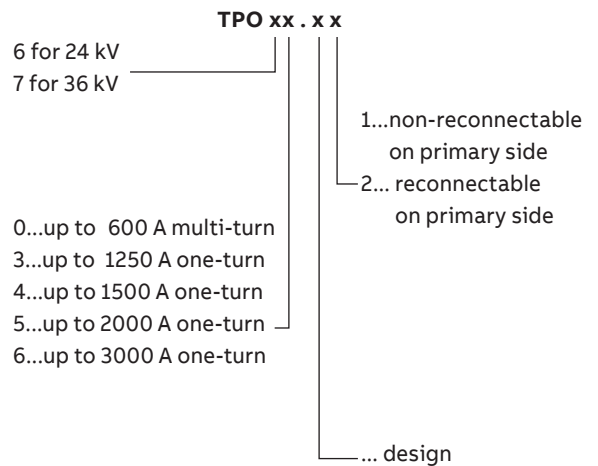 TPO xx . x x
6 for 24 kV
7 for 36 kV
1...non-reconnectable
on primary side
2... reconnectable
on primary side
0...up to 600 A multi-turn
3...up to 1250 A one-turn
4...up to 1500 A one-turn
5...up to 2000 A one-turn
6...up to 3000 A one-turn
... design